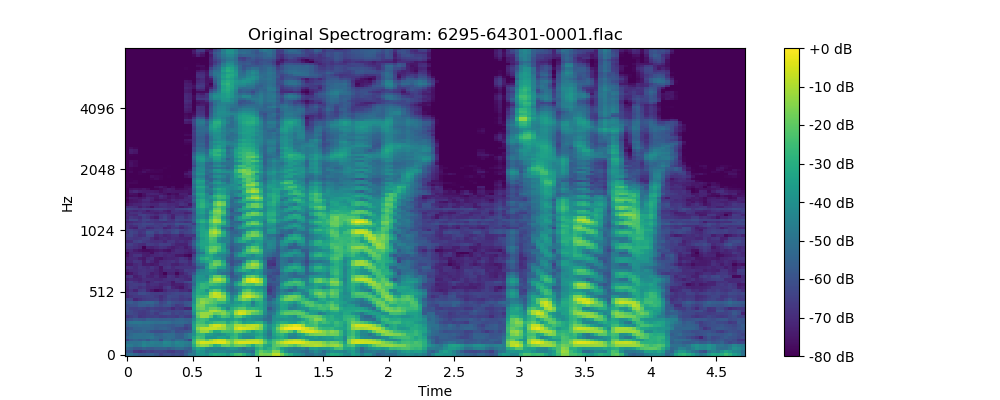 Original Spectrogram: 6295-64301-0001.flac
Hz
4096
2048
1024
512
0
0 0.5 1 1.5 2 2.5 3 3.5 4 4.5
Time
+0 dB
-10 dB
-20 dB
-30 dB
-40 dB
-50 dB
-60 dB
-70 dB
-80 dB